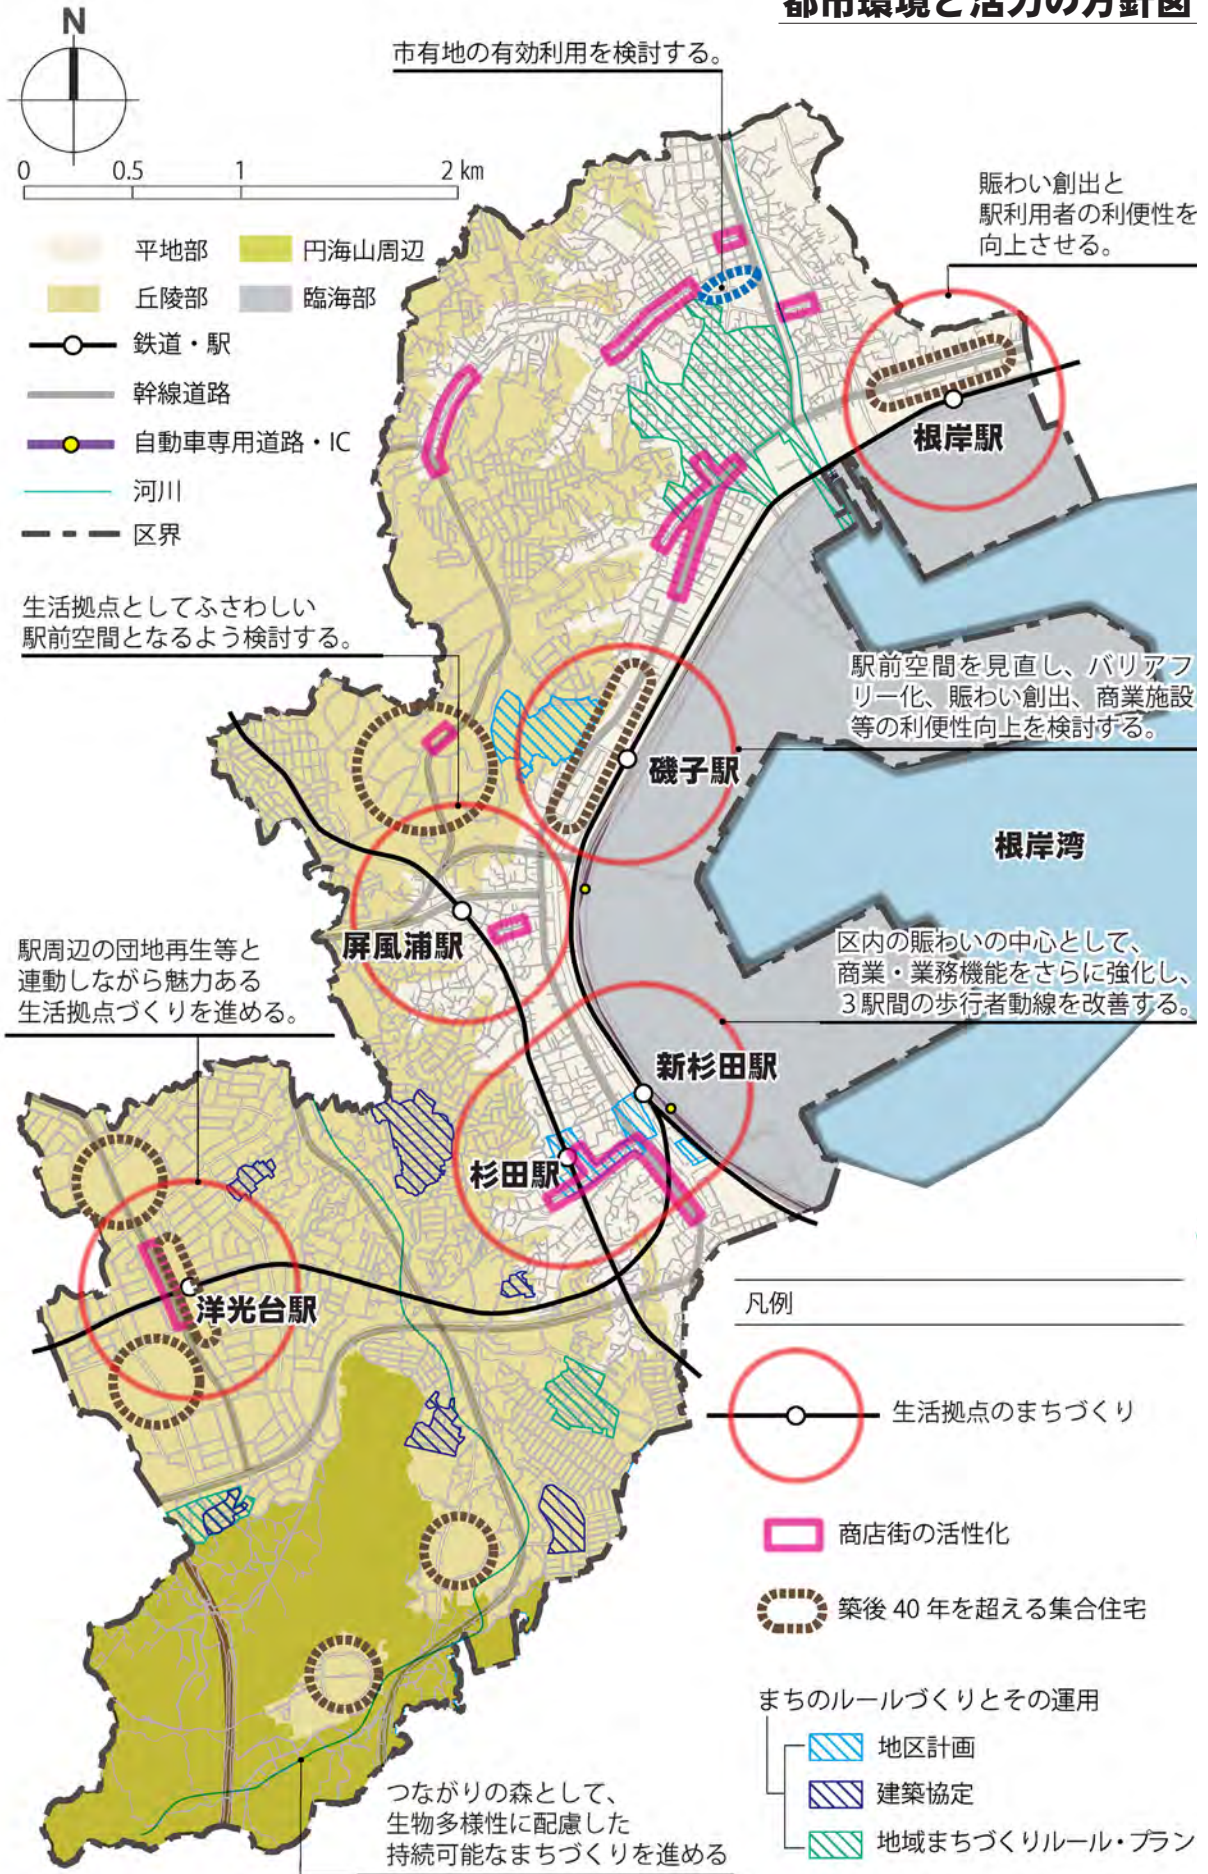 都市環境と活力の方針図
N
市有地の有効利用を検討する。
0 0.5 1 2 km
賑わい創出と
駅利用者の利便性を
向上させる。
平地部
円海山周辺
丘陵部
臨海部
鉄道・駅
幹線道路
自動車専用道路・IC
河川
区界
根岸駅
生活拠点としてふさわしい
駅前空間となるよう検討する。
駅前空間を見直し、バリアフ
リー化、賑わい創出、商業施設
等の利便性向上を検討する。
磯子駅
根岸湾
屏風浦駅
駅周辺の団地再生等と
連動しながら魅力ある
生活拠点づくりを進める。
区内の賑わいの中心として、
商業・業務機能をさらに強化し、
３駅間の歩行者動線を改善する。
新杉田駅
杉田駅
洋光台駅
凡例
生活拠点のまちづくり
商店街の活性化
築後 40 年を超える集合住宅
まちのルールづくりとその運用
地区計画
建築協定
地域まちづくりルール・プラン
つながりの森として、
生物多様性に配慮した
持続可能なまちづくりを進める